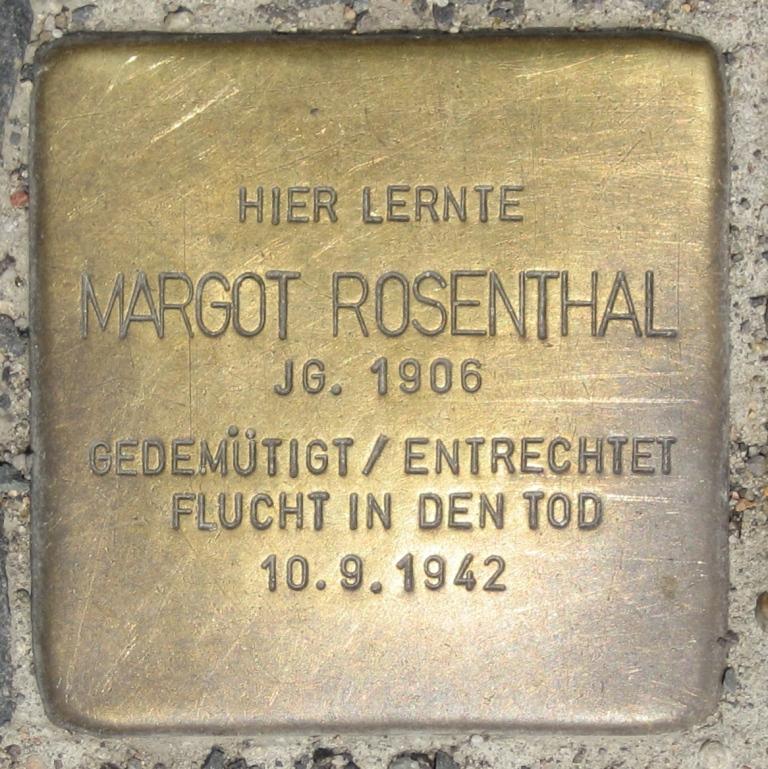 HIER LERNTE
MARGOT ROSENTHAL
JG. 1906
GEDEMÜTIGT/ENTRECHTET
FLUCHT IN DEN TOD
10.9.1942